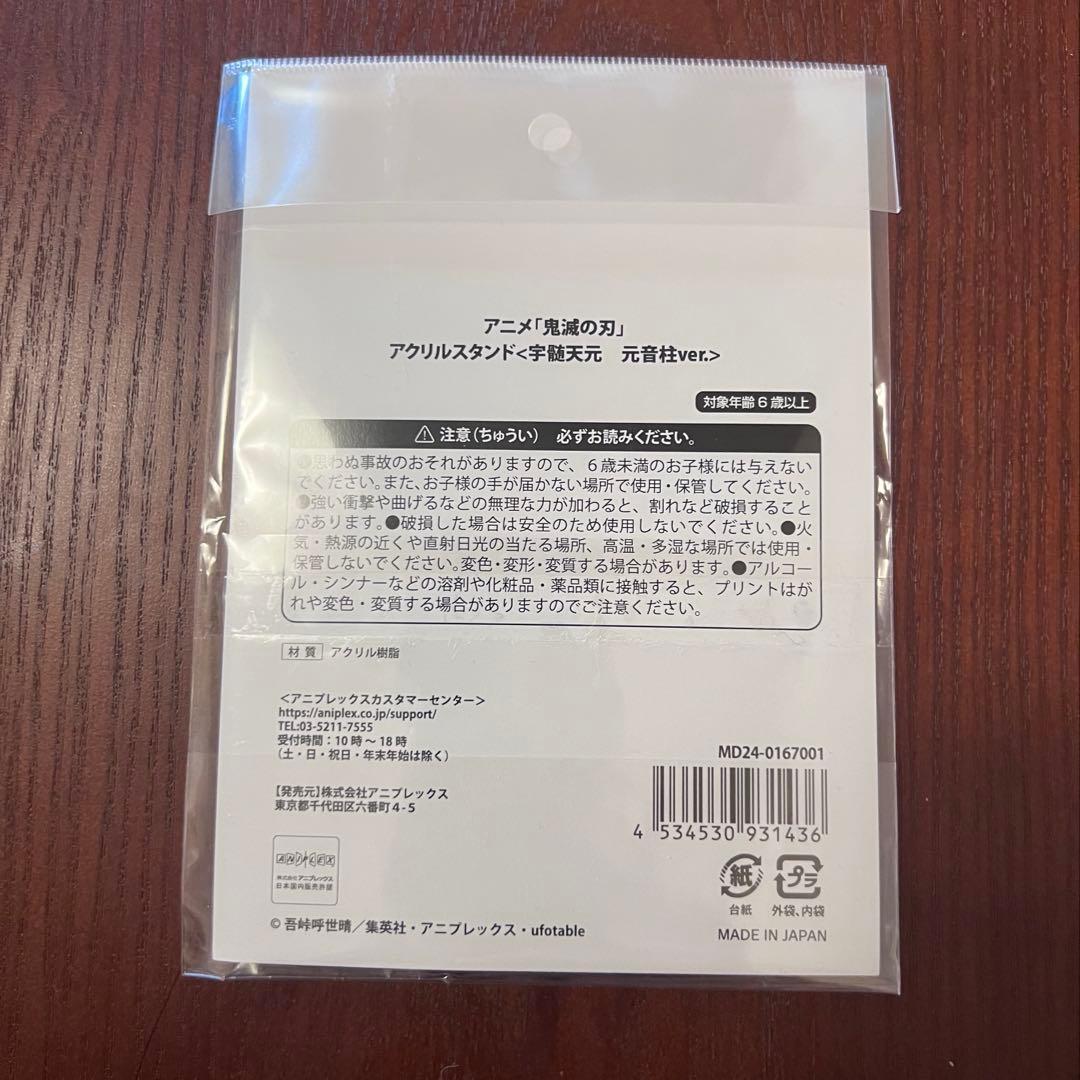 アニメ「鬼滅の刃」
アクリルスタンド<宇髄天元　元音柱ver.>
対象年齢6歳以上
⚠ 注意(ちゅうい)　必ずお読みください。
●思わぬ事故のおそれがありますので、６歳未満のお子様には与えない
でください。また、お子様の手が届かない場所で使用・保管してください。
●強い衝撃や曲げるなどの無理な力が加わると、割れなど破損すること
があります。●破損した場合は安全のため使用しないでください。●火
気・熱源の近くや直射日光の当たる場所、高温・多湿な場所では使用・
保管しないでください。変色・変形・変質する場合があります。●アルコー
ル・シンナーなどの溶剤や化粧品・薬品類に接触すると、プリントはが
れや変色・変質する場合がありますのでご注意ください。
材質 アクリル樹脂
<アニプレックスカスタマーセンター>
https://aniplex.co.jp/support/
TEL:03-5211-7555
受付時間：10時～18時
(土・日・祝日・年末年始は除く)
【発売元】株式会社アニプレックス
東京都千代田区六番町4-5
MD24-0167001
4 534530 931436
ANIPLEX
株式会社アニプレックス
日本国内販売許諾
紙
台紙
プラ
外袋、内袋
© 吾峠呼世晴／集英社・アニプレックス・ufotable
MADE IN JAPAN